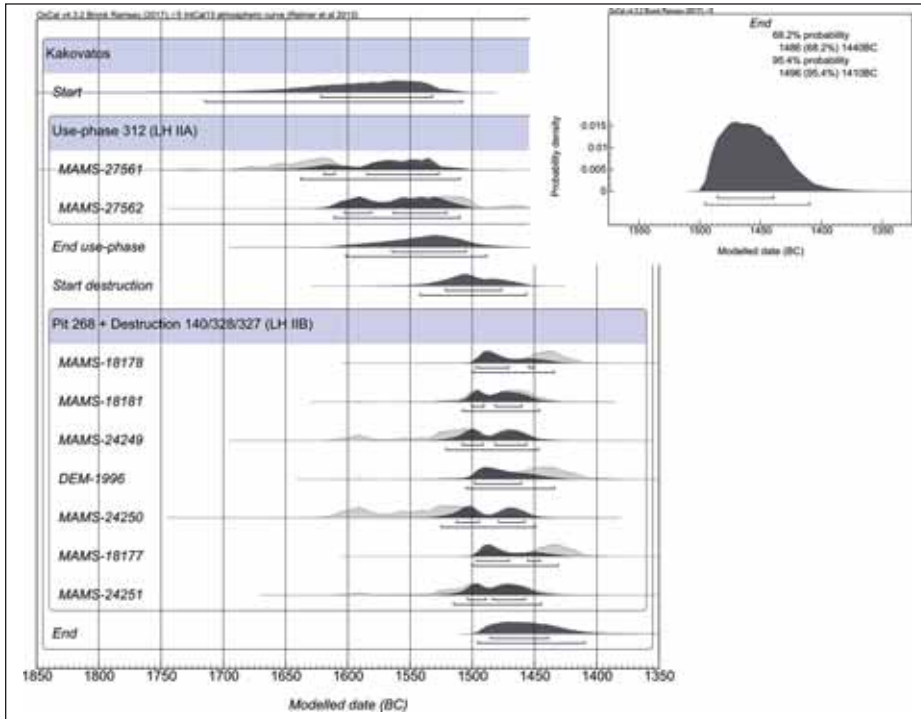 OxCal v4.3.2 Bronk Ramsey (2017); r:5 IntCal13 atmospheric curve (Reimer et al 2013)
Kakovatos
Start
Use-phase 312 (LH IIA)
MAMS-27561
MAMS-27562
End use-phase
Start destruction
Pit 268 + Destruction 140/328/327 (LH IIB)
MAMS-18178
MAMS-18181
MAMS-24249
DEM-1996
MAMS-24250
MAMS-18177
MAMS-24251
End
1850 1800 1750 1700 1650 1600 1550 1500 1450 1400 1350
Modelled date (BC)
End
68.2% probability
1486 (68.2%) 1440BC
95.4% probability
1496 (95.4%) 1410BC
Probability density
0.015
0.010
0.005
0
1550 1500 1450 1400 1350
Modelled date (BC)